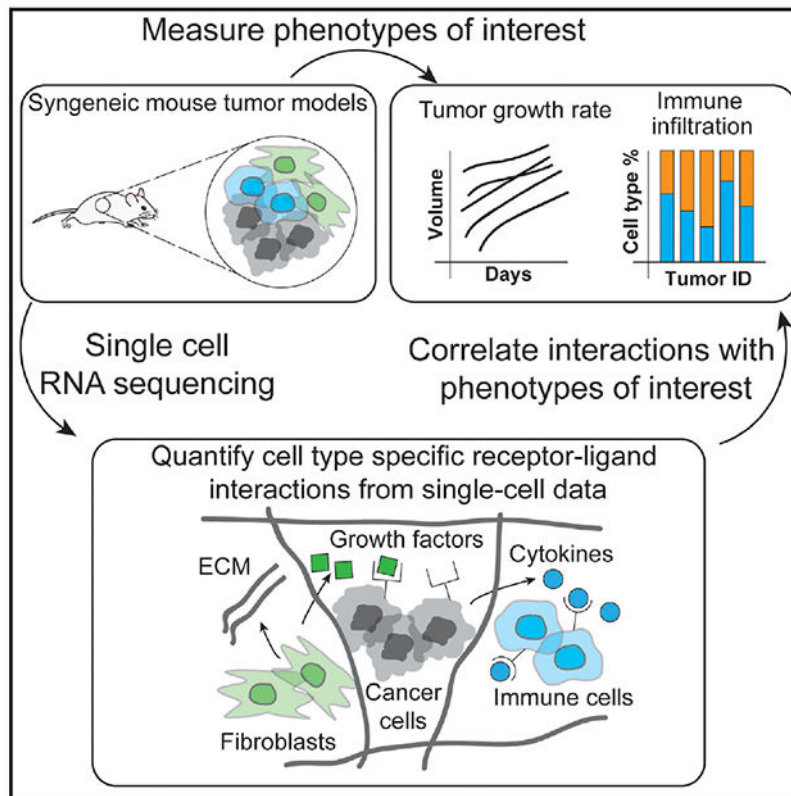 Measure phenotypes of interest
Syngeneic mouse tumor models
Tumor growth rate
Volume
Days
Immune
infiltration
Cell type %
Tumor ID
Single cell
RNA sequencing
Correlate interactions with
phenotypes of interest
Quantify cell type specific receptor-ligand
interactions from single-cell data
ECM
Growth factors
Cytokines
Fibroblasts
Cancer
cells
Immune cells